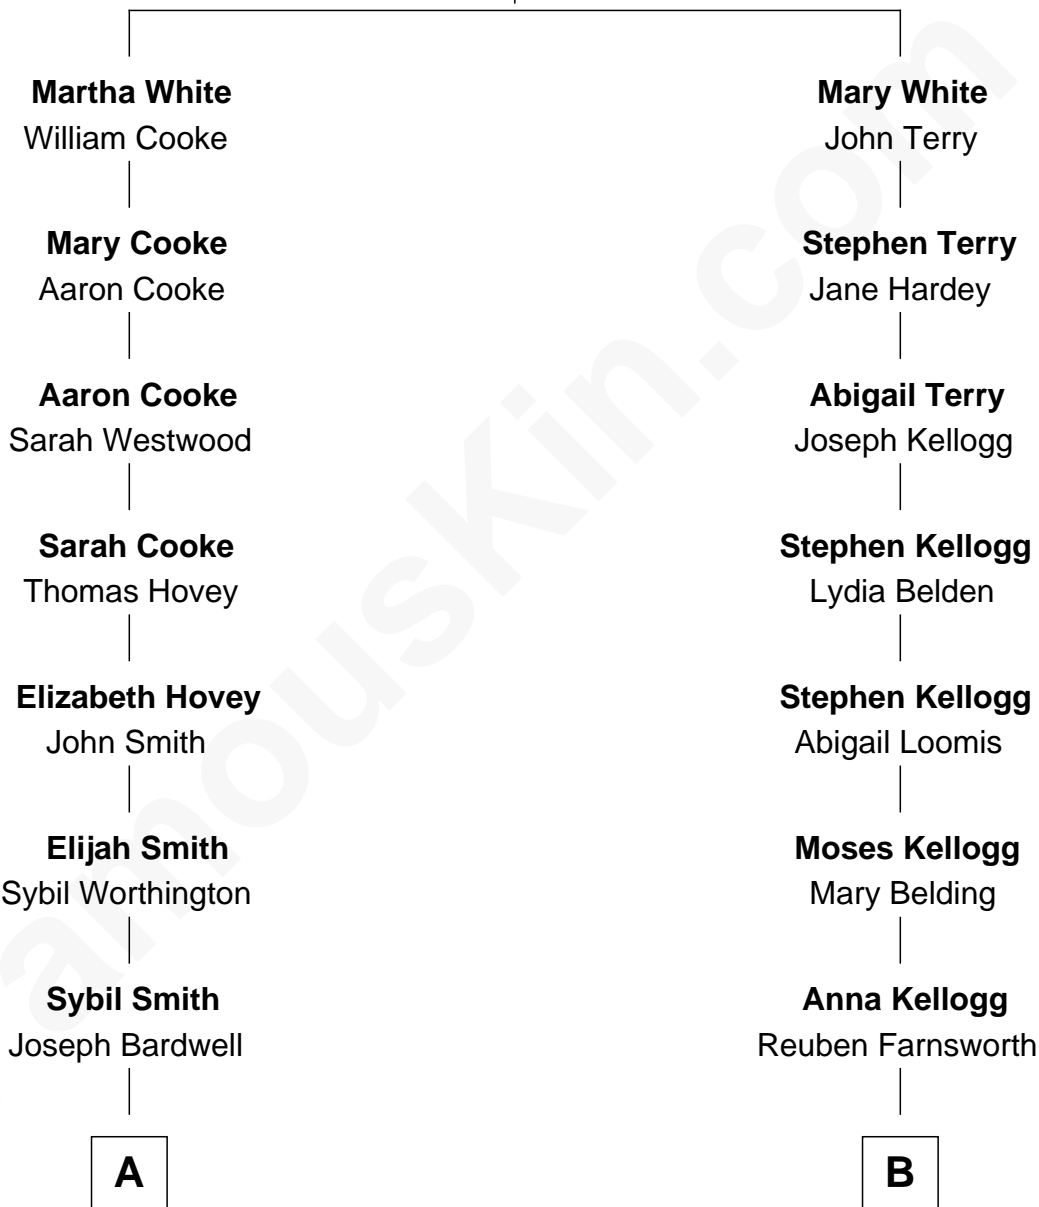 Martha White
William Cooke
Mary White
John Terry
Mary Cooke
Aaron Cooke
Stephen Terry
Jane Hardey
Aaron Cooke
Sarah Westwood
Abigail Terry
Joseph Kellogg
Sarah Cooke
Thomas Hovey
Stephen Kellogg
Lydia Belden
Elizabeth Hovey
John Smith
Stephen Kellogg
Abigail Loomis
Elijah Smith
Sybil Worthington
Moses Kellogg
Mary Belding
Sybil Smith
Joseph Bardwell
Anna Kellogg
Reuben Farnsworth
A
B
amouskin.com